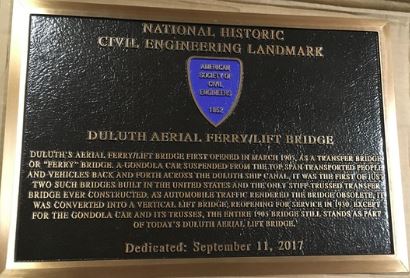 NATIONAL HISTORIC
CIVIL ENGINEERING LANDMARK
AMERICAN
SOCIETY OF
CIVIL
ENGINEERS
1852
DULUTH AERIAL FERRY/LIFT BRIDGE
DULUTH'S AERIAL FERRY/LIFT BRIDGE FIRST OPENED IN MARCH 1905, AS A TRANSFER BRIDGE
OR "FERRY" BRIDGE. A GONDOLA CAR SUSPENDED FROM THE TOP SPAN TRANSPORTED PEOPLE
AND VEHICLES BACK AND FORTH ACROSS THE DULUTH SHIP CANAL. IT WAS THE FIRST OF JUST
TWO SUCH BRIDGES BUILT IN THE UNITED STATES AND THE ONLY STIFF-TRUSSED TRANSFER
BRIDGE EVER CONSTRUCTED. AS AUTOMOBILE TRAFFIC RENDERED THE BRIDGE OBSOLETE, IT
WAS CONVERTED INTO A VERTICAL LIFT BRIDGE, REOPENING FOR SERVICE IN 1930. EXCEPT
FOR THE GONDOLA CAR AND ITS TRUSSES, THE ENTIRE 1905 BRIDGE STILL STANDS AS PART
OF TODAY'S DULUTH AERIAL LIFT BRIDGE.
Dedicated: September 11, 2017